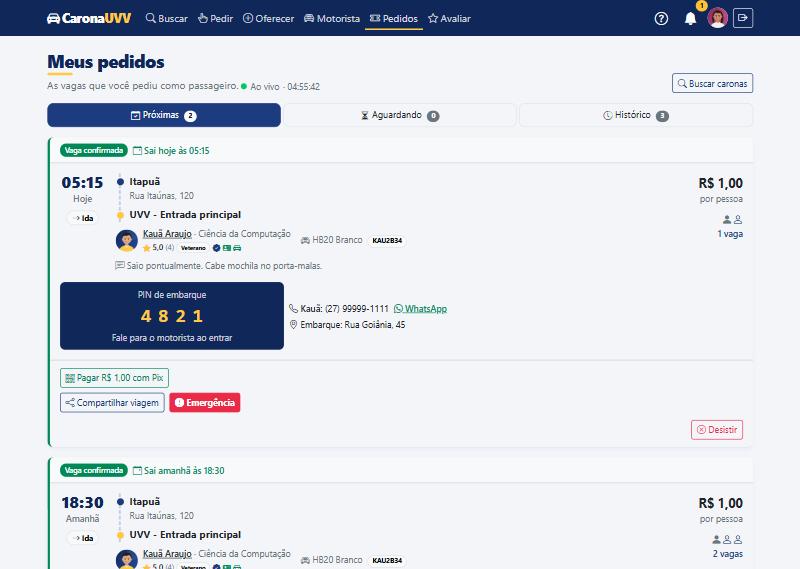 CaronaUVV Buscar Pedir Oferecer Motorista Pedidos Avaliar 1
Meus pedidos
As vagas que você pediu como passageiro. Ao vivo · 04:55:42
Buscar caronas
Próximas 2 Aguardando 0 Histórico 3
Vaga confirmada Sai hoje às 05:15
05:15
Hoje
Ida
Itapuã
Rua Itaúnas, 120
UVV - Entrada principal
Kauã Araujo · Ciência da Computação
5,0 (4) Veterano
HB20 Branco KAU2B34
R$ 1,00
por pessoa
1 vaga
Saio pontualmente. Cabe mochila no porta-malas.
PIN de embarque
4821
Fale para o motorista ao entrar
Kauã: (27) 99999-1111 WhatsApp
Embarque: Rua Goiânia, 45
Pagar R$ 1,00 com Pix
Compartilhar viagem Emergência
Desistir
Vaga confirmada Sai amanhã às 18:30
18:30
Amanhã
Ida
Itapuã
Rua Itaúnas, 120
UVV - Entrada principal
Kauã Araujo · Ciência da Computação
5,0 (4) Veterano
HB20 Branco KAU2B34
R$ 1,00
por pessoa
2 vagas